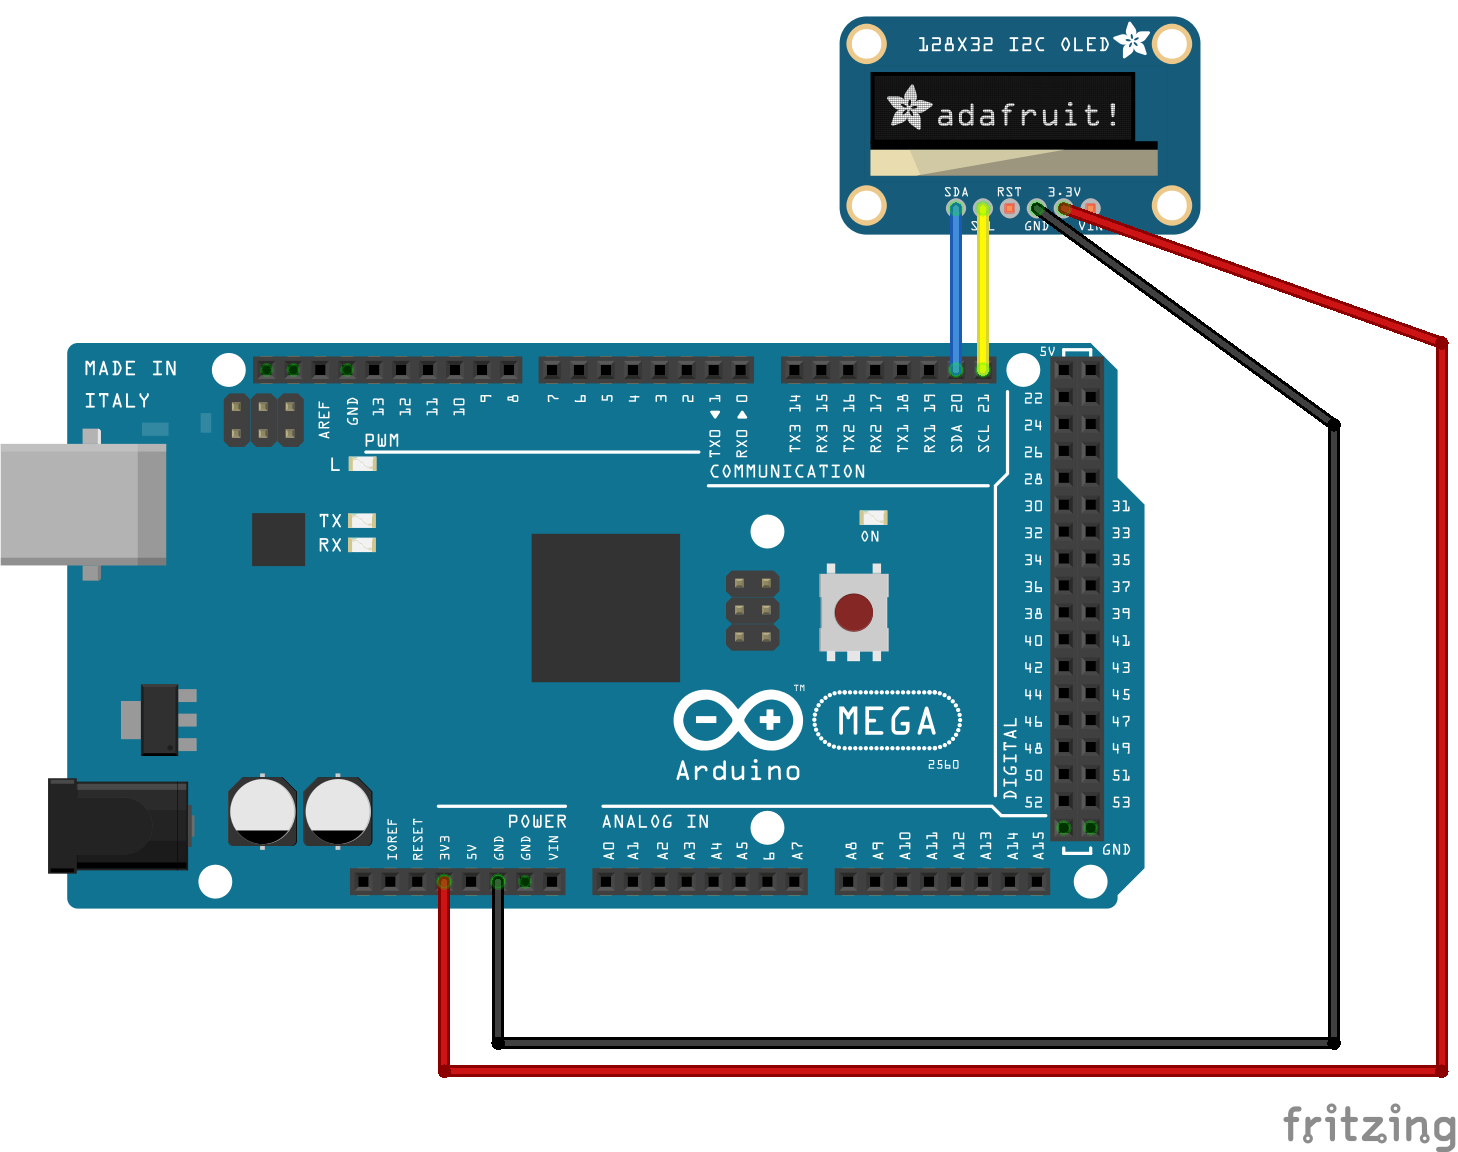 128X32 I2C OLED
adafruit!
SDA RST 3.3V
GND
MADE IN
ITALY
5V
AREF GND 13 12 11 10 9 8 7 6 5 4 3 2 TX0 1 RX0 0 TX3 14 RX3 15 TX2 16 RX2 17 TX1 18 RX1 19 SDA 20 SCL 21
PWM
COMMUNICATION
L
TX
RX
ON
22
24
26
28
30 31
32 33
34 35
36 37
38 39
40 41
42 43
44 45
46 47
48 49
50 51
52 53
DIGITAL
GND
TM
MEGA
Arduino
2560
POWER
ANALOG IN
IOREF RESET 3V3 5V GND GND VIN A0 A1 A2 A3 A4 A5 6 A7 A8 A9 A10 A11 A12 A13 A14 A15
fritzing